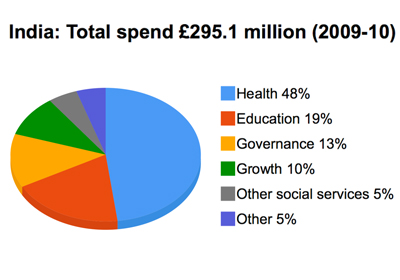 India: Total spend £295.1 million (2009-10)
Health 48%
Education 19%
Governance 13%
Growth 10%
Other social services 5%
Other 5%